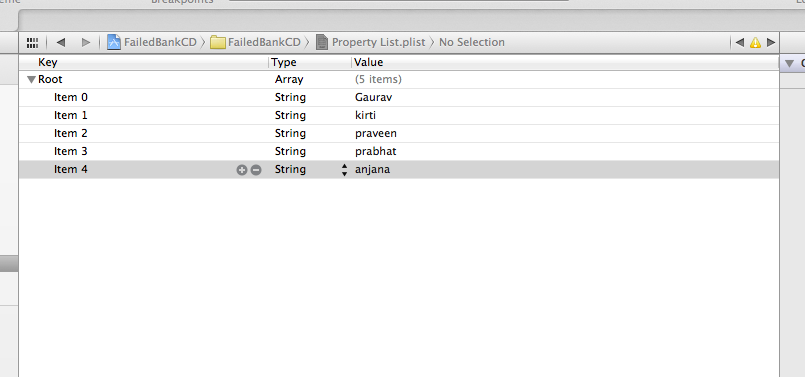 Breakpoints
FailedBankCD FailedBankCD Property List.plist No Selection
Key Type Value
Root Array (5 items)
Item 0 String Gaurav
Item 1 String kirti
Item 2 String praveen
Item 3 String prabhat
Item 4 String anjana